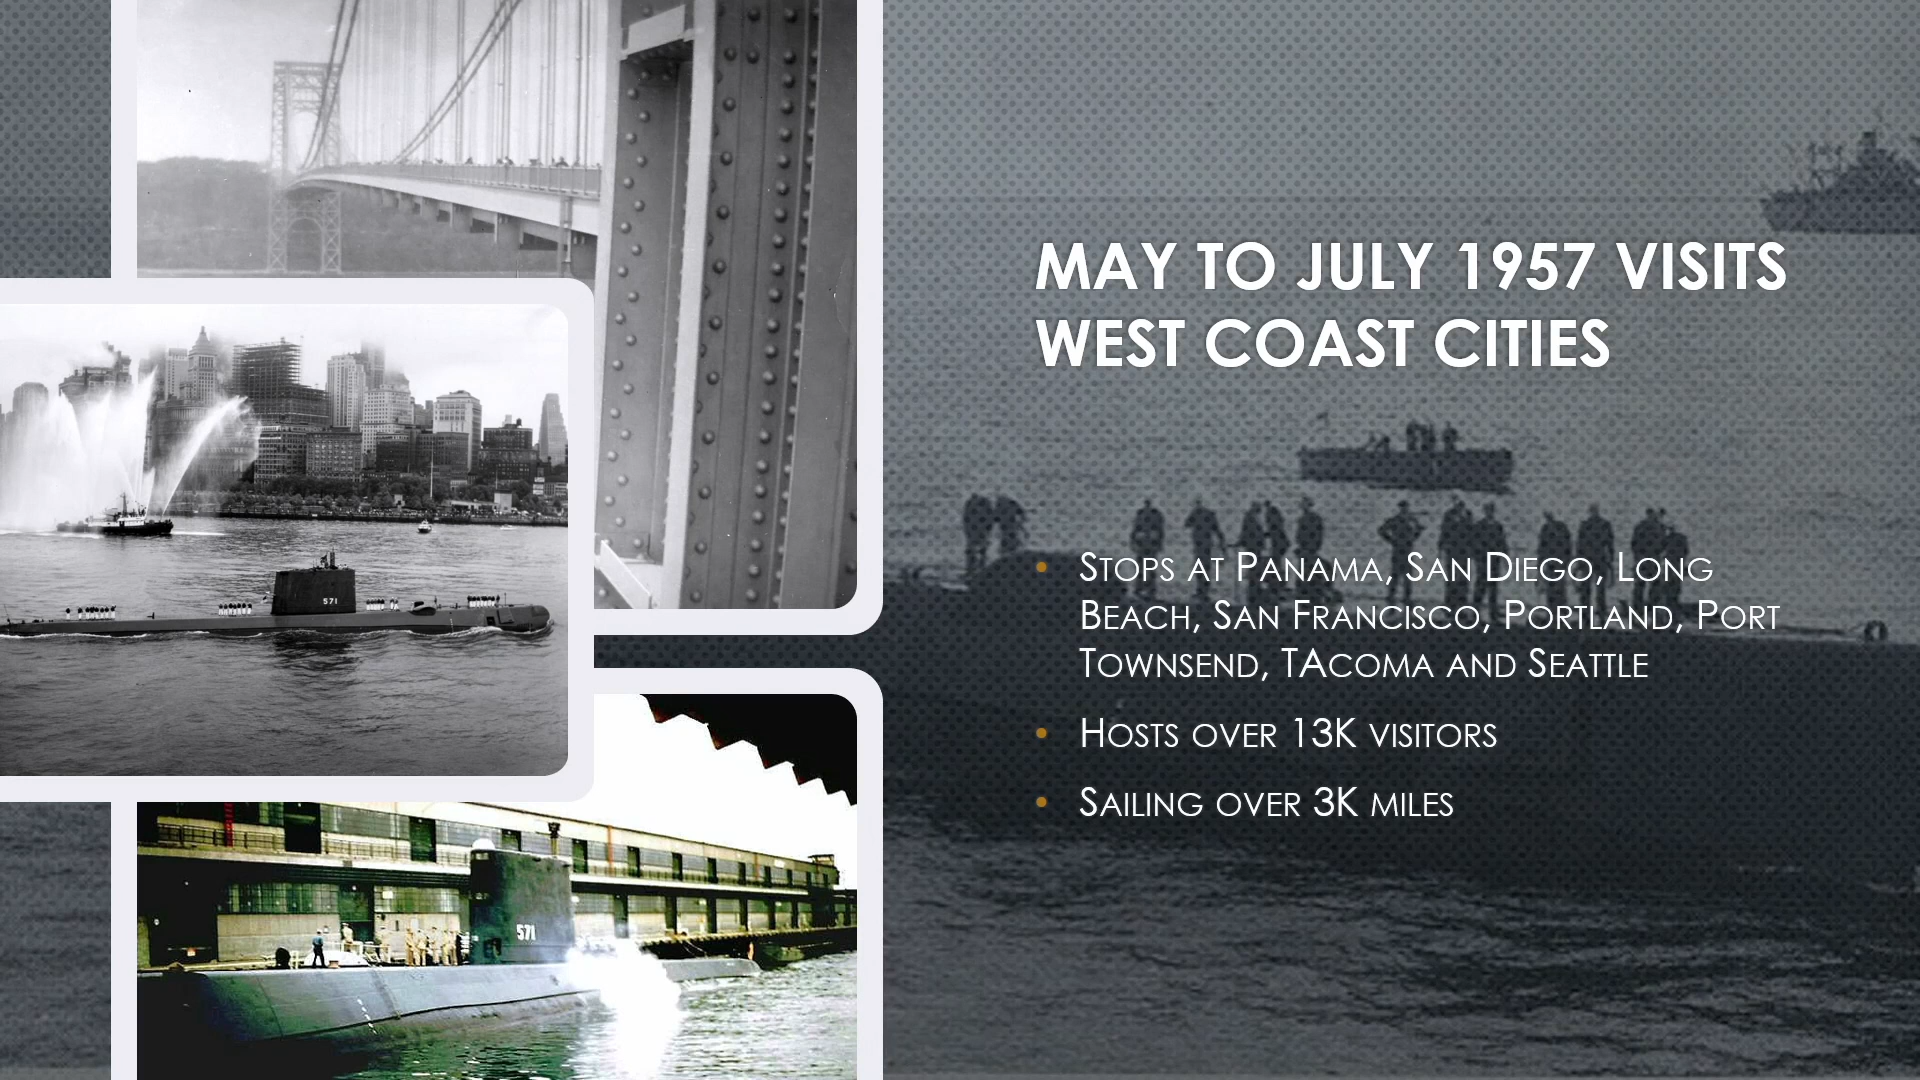 MAY TO JULY 1957 VISITS
WEST COAST CITIES
• Stops at Panama, San Diego, Long
Beach, San Francisco, Portland, Port
Townsend, TAcoma and Seattle
• Hosts over 13K visitors
• Sailing over 3K miles
571
571